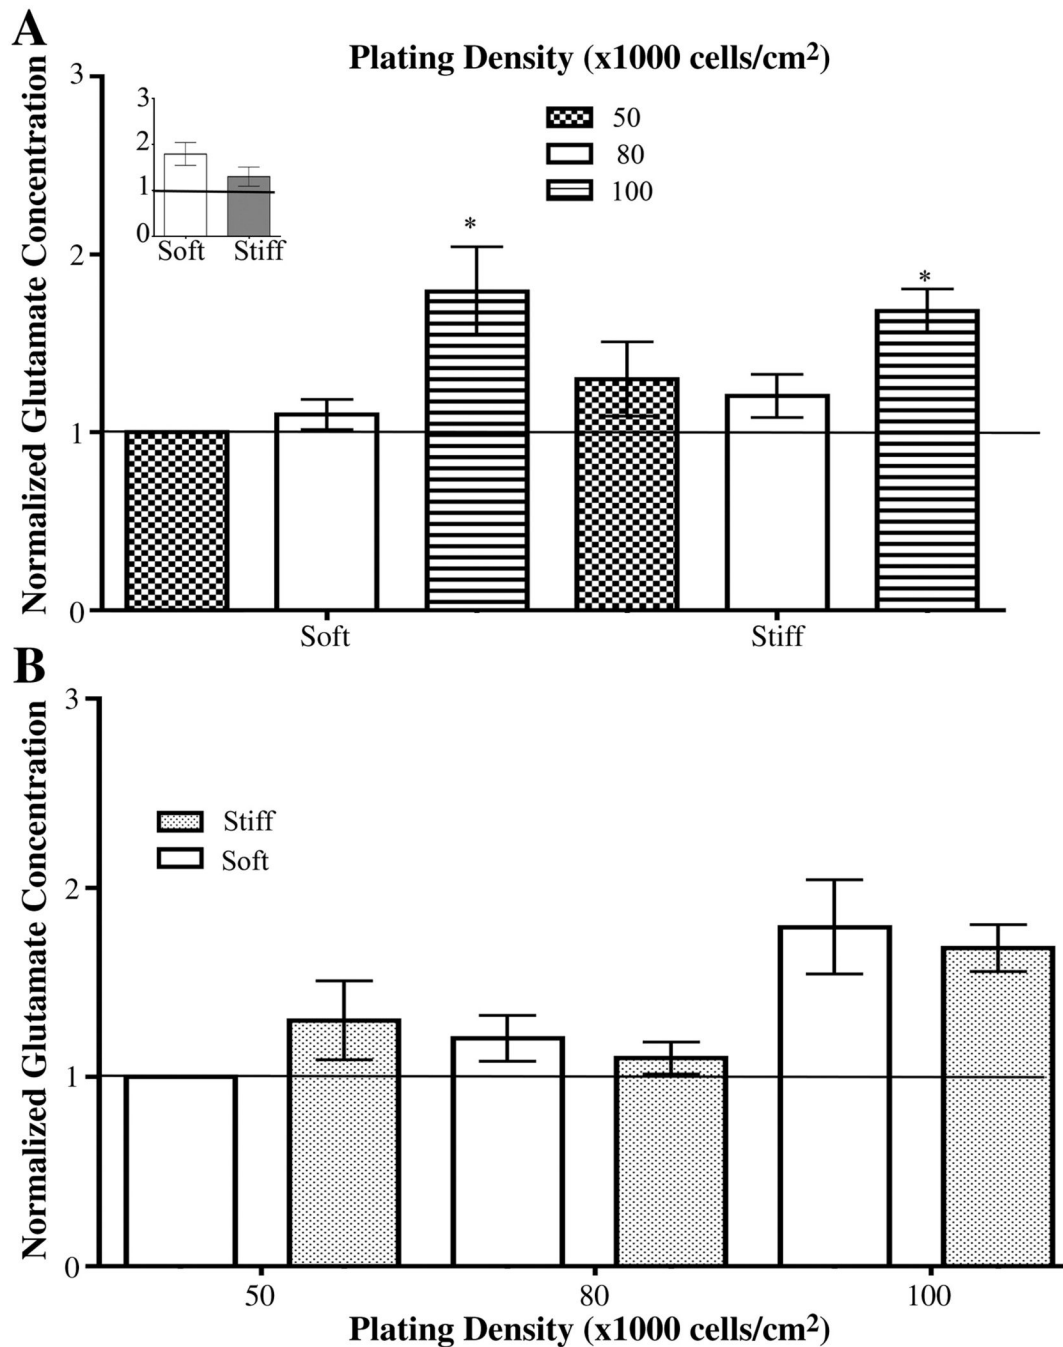 A
Plating Density (x1000 cells/cm2)
Normalized Glutamate Concentration
3
2
1
0
3
2
1
0
Soft Stiff
50
80
100
*
*
Soft Stiff
B
Normalized Glutamate Concentration
3
2
1
0
Stiff
Soft
50 80 100
Plating Density (x1000 cells/cm2)